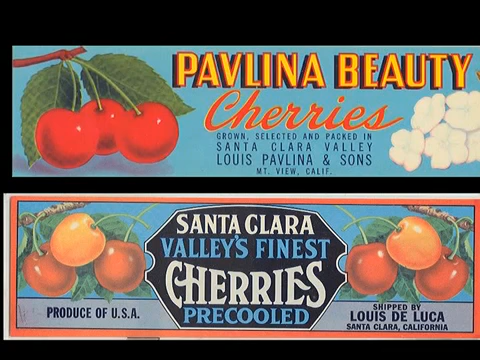 PAVLINA BEAUTY
Cherries
GROWN, SELECTED AND PACKED IN
SANTA CLARA VALLEY
LOUIS PAVLINA & SONS
MT. VIEW, CALIF.
SANTA CLARA
VALLEY'S FINEST
CHERRIES
PRECOOLED
PRODUCE OF U.S.A.
SHIPPED BY
LOUIS DE LUCA
SANTA CLARA, CALIFORNIA